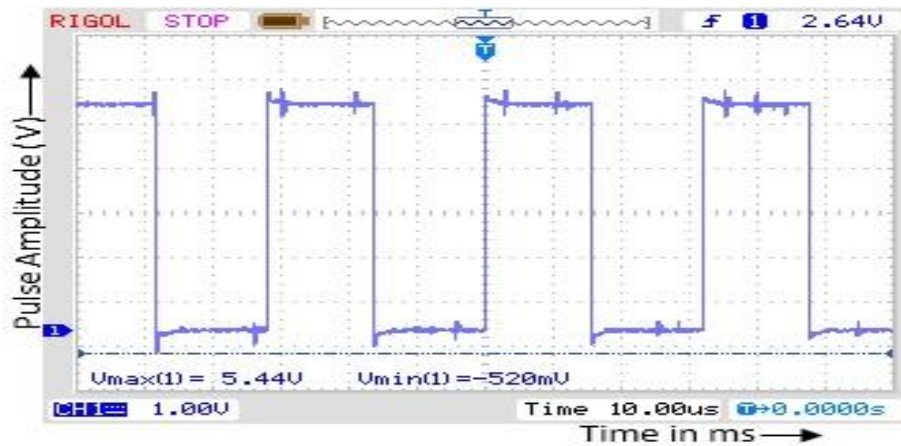 RIGOL STOP T 1 2.64V
T
Pulse Amplitude (V)
1
Vmax(1)= 5.44V Vmin(1)=-520mV
CH1 1.00V Time 10.00us T→0.0000s
Time in ms